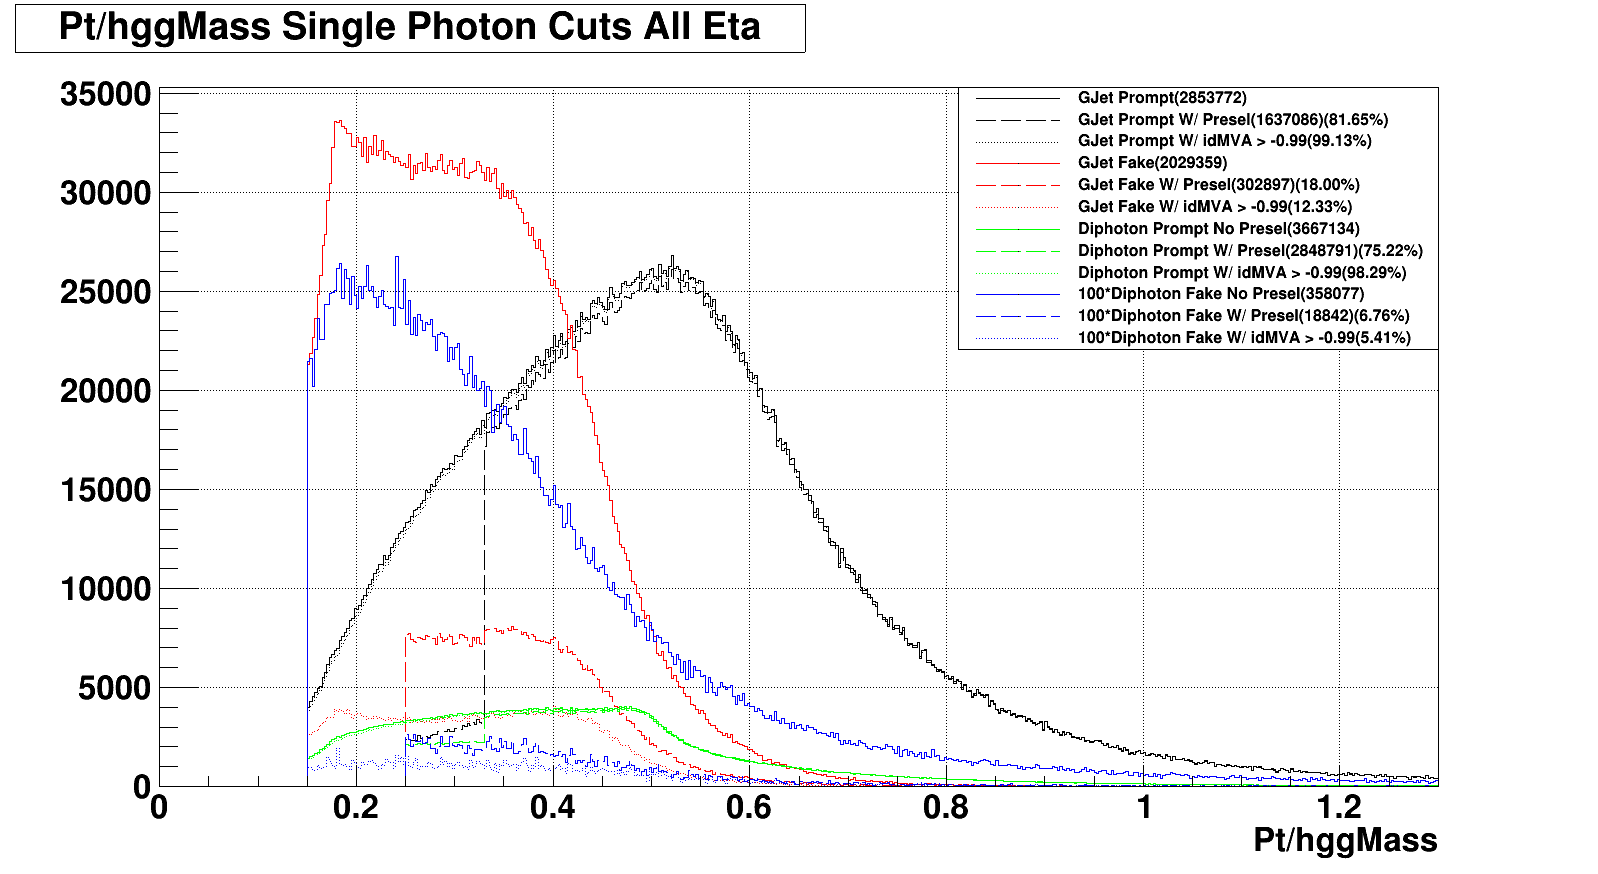 Pt/hggMass Single Photon Cuts All Eta
35000
30000
25000
20000
15000
10000
5000
0
GJet Prompt(2853772)
GJet Prompt W/ Presel(1637086)(81.65%)
GJet Prompt W/ idMVA > -0.99(99.13%)
GJet Fake(2029359)
GJet Fake W/ Presel(302897)(18.00%)
GJet Fake W/ idMVA > -0.99(12.33%)
Diphoton Prompt No Presel(3667134)
Diphoton Prompt W/ Presel(2848791)(75.22%)
Diphoton Prompt W/ idMVA > -0.99(98.29%)
100*Diphoton Fake No Presel(358077)
100*Diphoton Fake W/ Presel(18842)(6.76%)
100*Diphoton Fake W/ idMVA > -0.99(5.41%)
0 0.2 0.4 0.6 0.8 1 1.2
Pt/hggMass